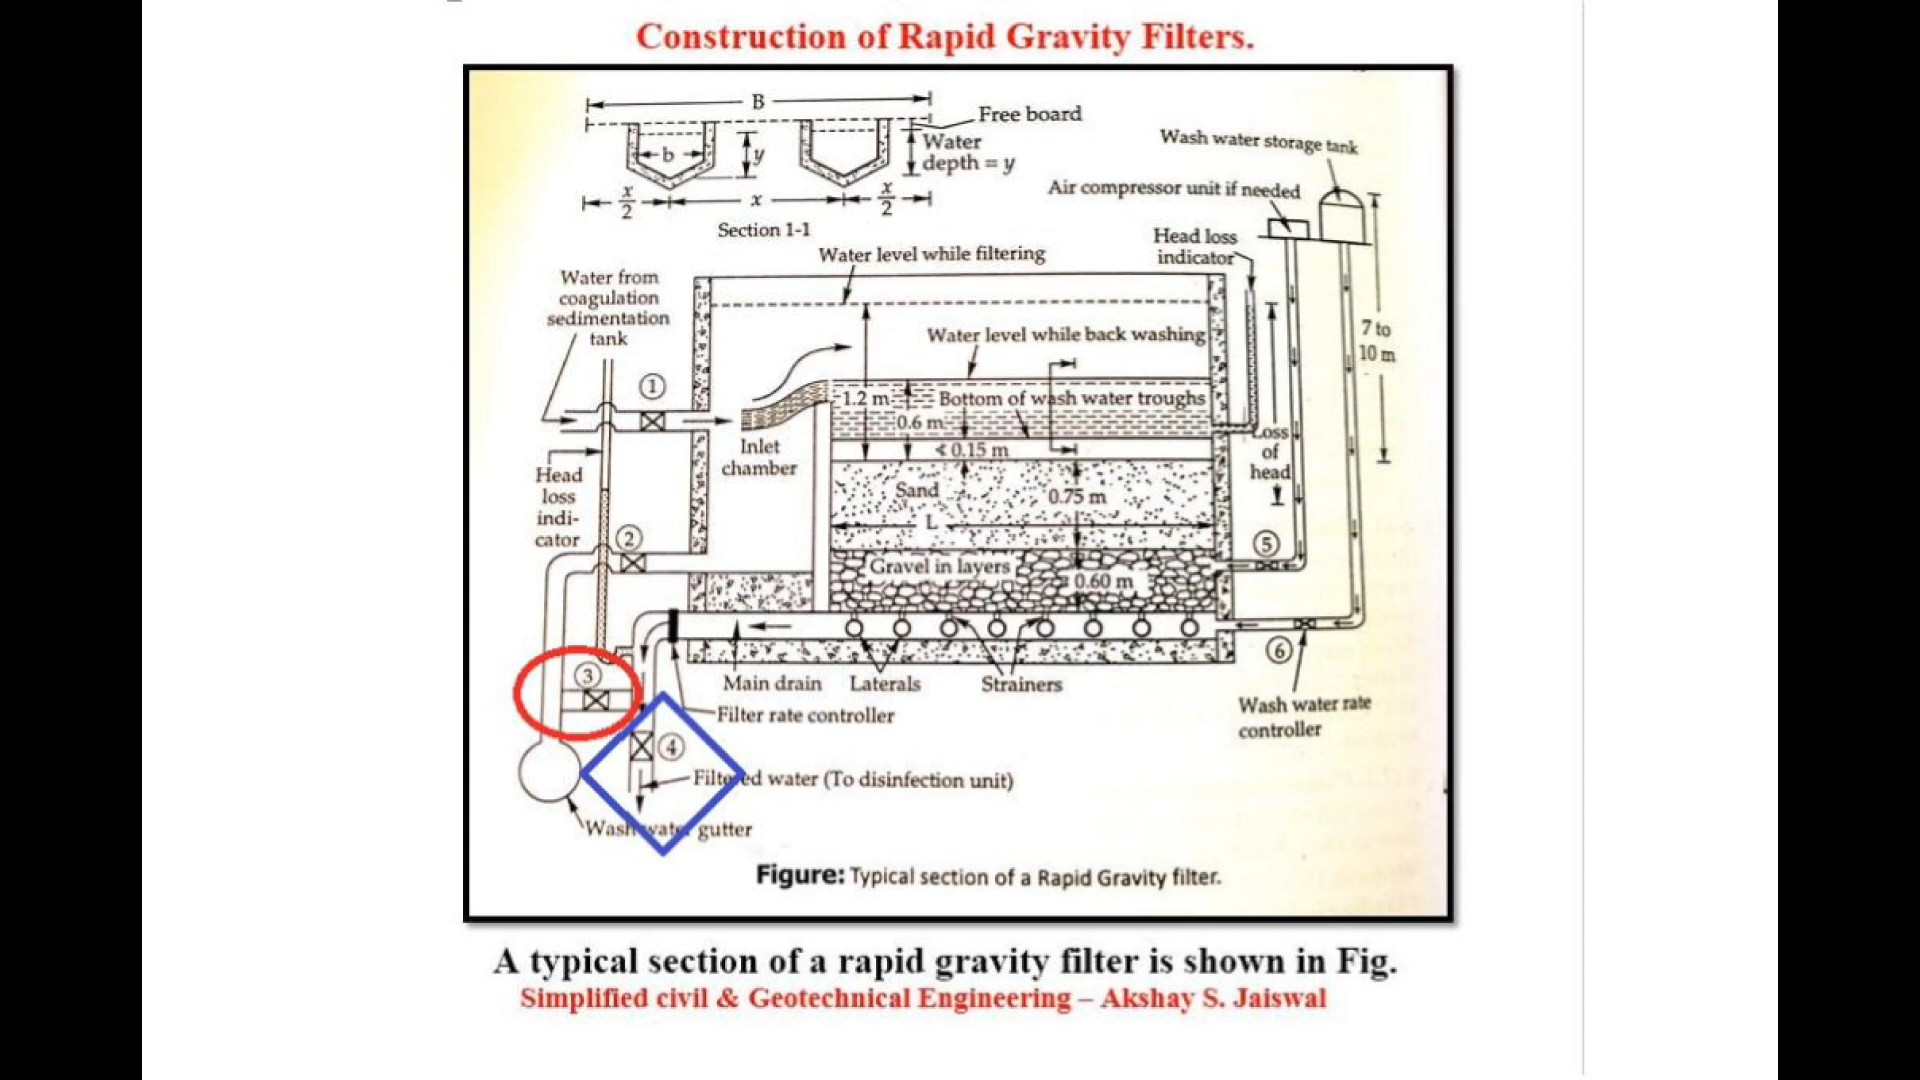 Construction of Rapid Gravity Filters.
B
Free board
b
y
Water
depth = y
x
2
x
x
2
Section 1-1
Wash water storage tank
Air compressor unit if needed
Head loss
indicator
Water level while filtering
Water from
coagulation
sedimentation
tank
Water level while back washing
7 to
10 m
1
1.2 m
Bottom of wash water troughs
0.6 m
Inlet
chamber
0.15 m
Loss
of
head
Head
loss
indi-
cator
Sand
0.75 m
L
2
5
Gravel in layers
0.60 m
6
3
Main drain
Laterals
Strainers
Filter rate controller
Wash water rate
controller
4
Filtered water (To disinfection unit)
Wash water gutter
Figure: Typical section of a Rapid Gravity filter.
A typical section of a rapid gravity filter is shown in Fig.
Simplified civil & Geotechnical Engineering – Akshay S. Jaiswal